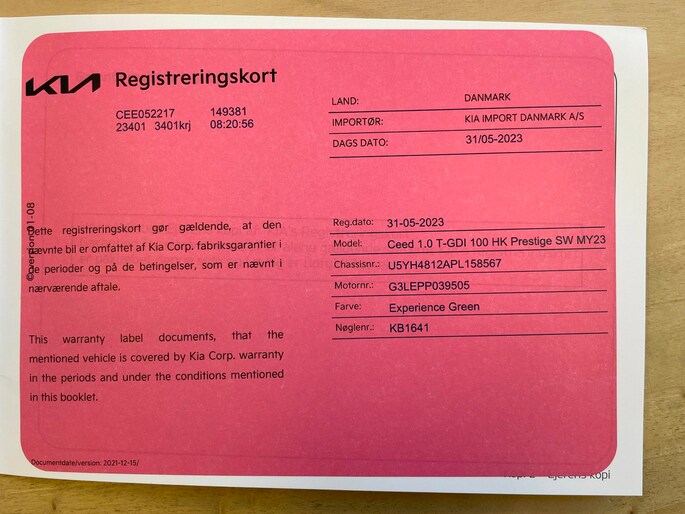 KIA Registreringskort
CEE052217 149381
23401 3401krj 08:20:56
LAND: DANMARK
IMPORTØR: KIA IMPORT DANMARK A/S
DAGS DATO: 31/05-2023
Dette registreringskort gør gældende, at den
nævnte bil er omfattet af Kia Corp. fabriksgarantier i
de perioder og på de betingelser, som er nævnt i
nærværende aftale.
This warranty label documents, that the
mentioned vehicle is covered by Kia Corp. warranty
in the periods and under the conditions mentioned
in this booklet.
Reg.dato: 31-05-2023
Model: Ceed 1.0 T-GDI 100 HK Prestige SW MY23
Chassisnr.: U5YH4812APL158567
Motornr.: G3LEPP039505
Farve: Experience Green
Nøglenr.: KB1641
Documentdate/version: 2021-12-15/
Ejerens kopi